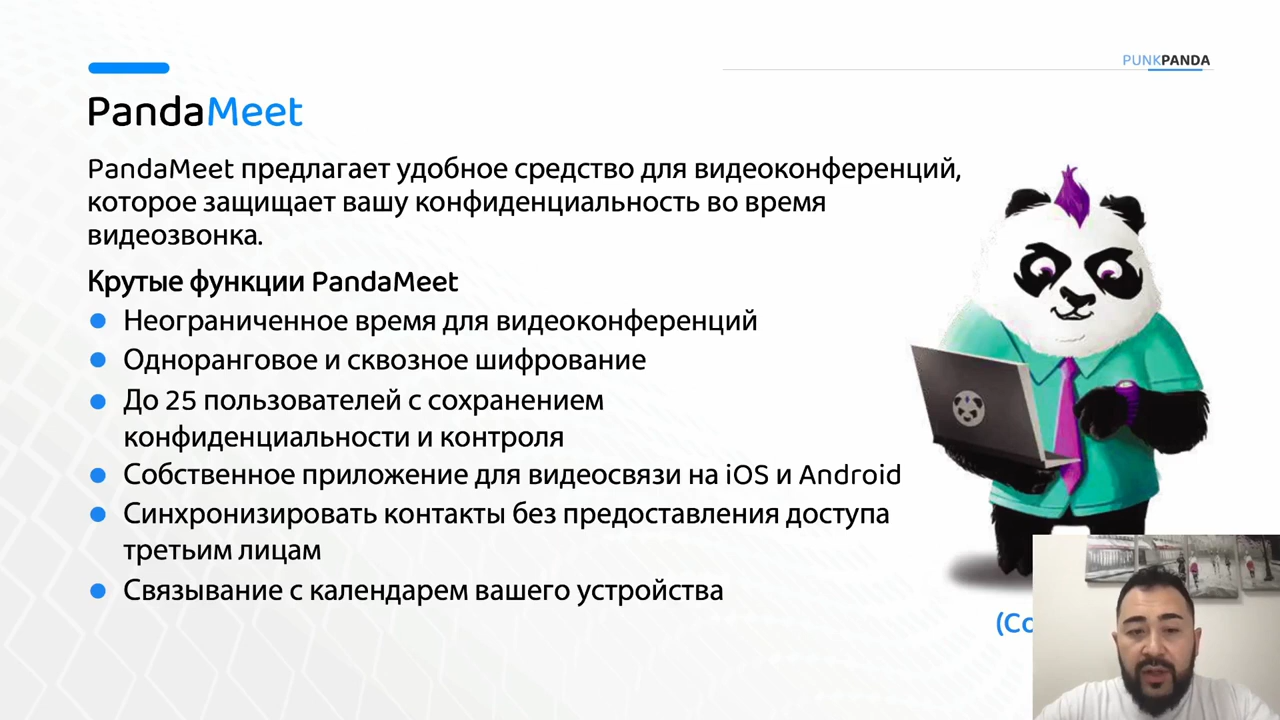 PUNKPANDA
PandaMeet
PandaMeet предлагает удобное средство для видеоконференций,
которое защищает вашу конфиденциальность во время
видеозвонка.
Крутые функции PandaMeet
Неограниченное время для видеоконференций
Одноранговое и сквозное шифрование
До 25 пользователей с сохранением
конфиденциальности и контроля
Собственное приложение для видеосвязи на iOS и Android
Синхронизировать контакты без предоставления доступа
третьим лицам
Связывание с календарем вашего устройства